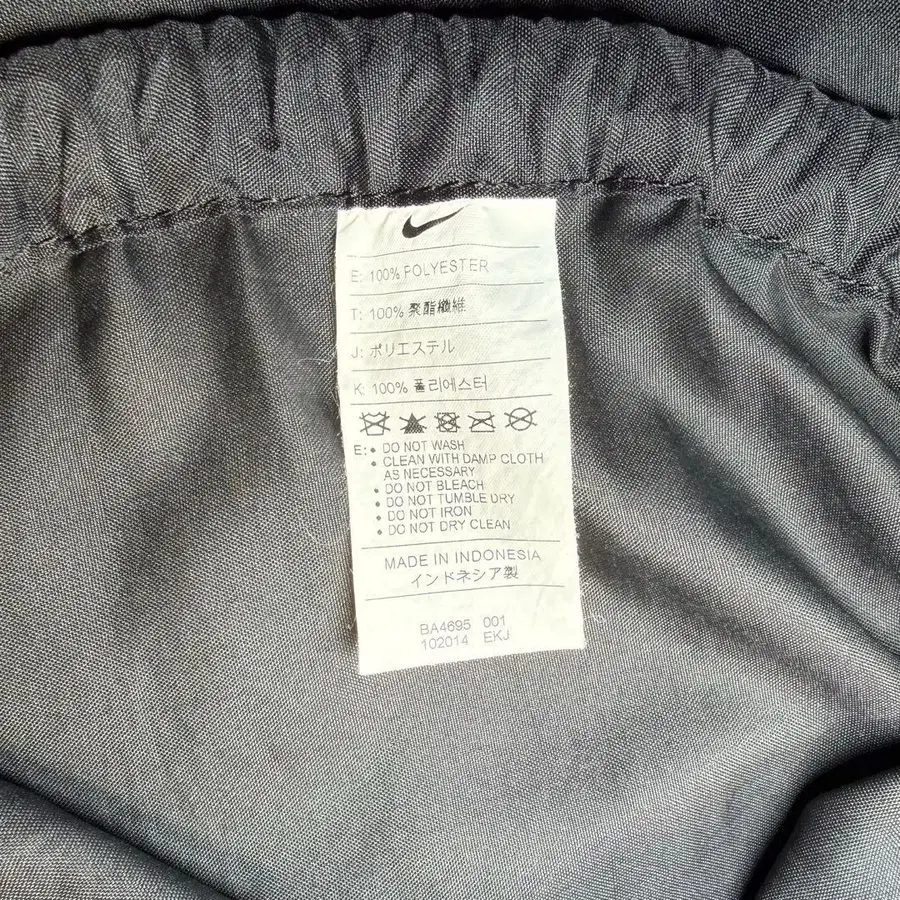 E: 100% POLYESTER
T: 100% 聚酯纖維
J: ポリエステル
K: 100% 폴리에스터
E: • DO NOT WASH
• CLEAN WITH DAMP CLOTH
AS NECESSARY
• DO NOT BLEACH
• DO NOT TUMBLE DRY
• DO NOT IRON
• DO NOT DRY CLEAN
MADE IN INDONESIA
インドネシア製
BA4695 001
102014 EKJ